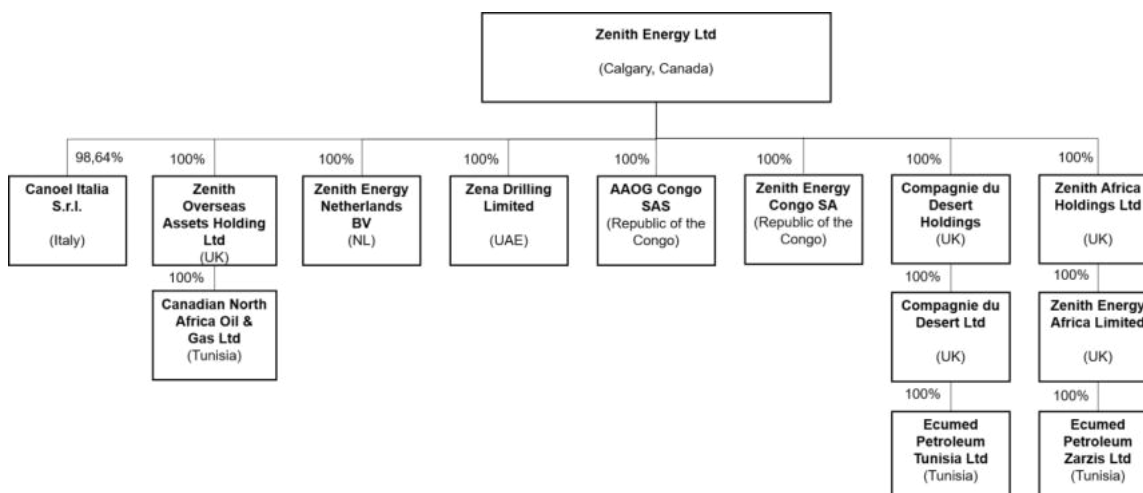 Zenith Energy Ltd
(Calgary, Canada)
98,64%
100%
100%
100%
100%
100%
100%
100%
Canoel Italia
S.r.l.
(Italy)
Zenith
Overseas
Assets Holding
Ltd
(UK)
Zenith Energy
Netherlands
BV
(NL)
Zena Drilling
Limited
(UAE)
AAOG Congo
SAS
(Republic of the
Congo)
Zenith Energy
Congo SA
(Republic of the
Congo)
Compagnie du
Desert
Holdings
(UK)
Zenith Africa
Holdings Ltd
(UK)
100%
100%
100%
Canadian North
Africa Oil &
Gas Ltd
(Tunisia)
Compagnie du
Desert Ltd
(UK)
Zenith Energy
Africa Limited
(UK)
100%
100%
Ecumed
Petroleum
Tunisia Ltd
(Tunisia)
Ecumed
Petroleum
Zarzis Ltd
(Tunisia)